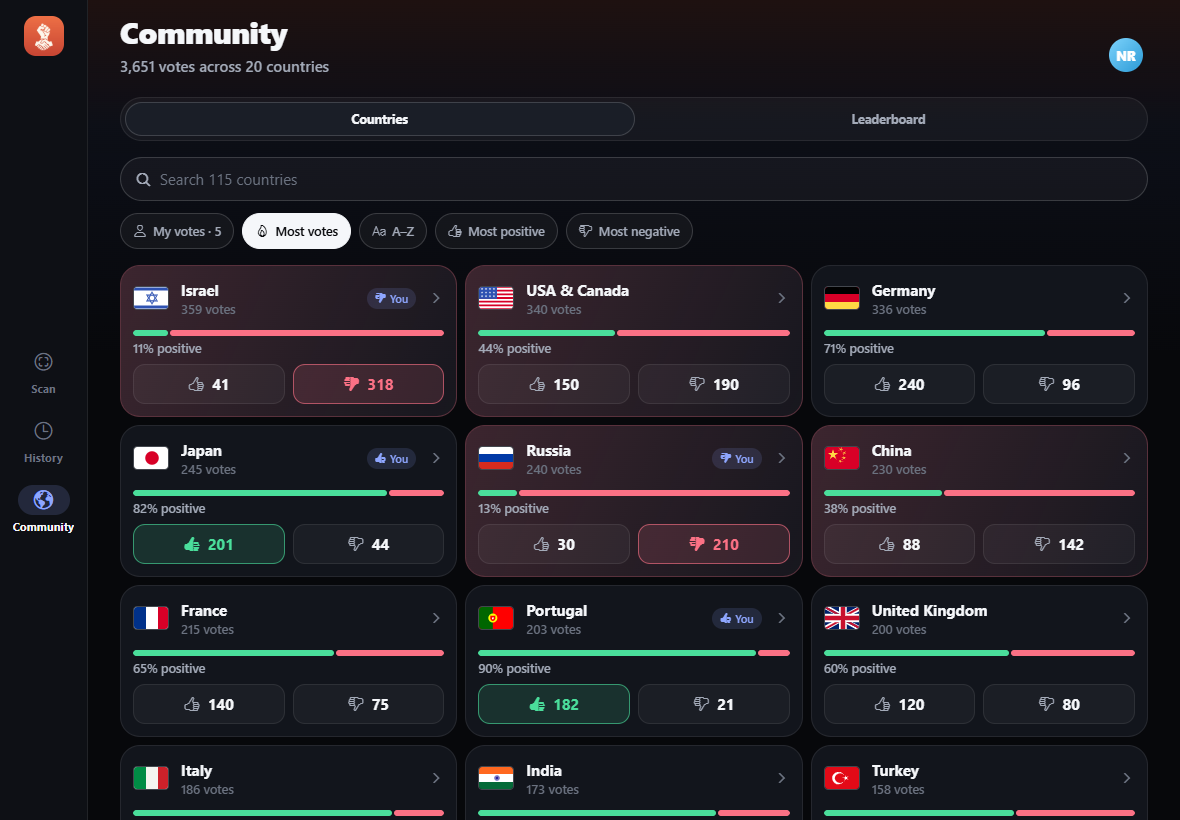 Community
3,651 votes across 20 countries
NR
Countries
Leaderboard
Search 115 countries
My votes · 5
Most votes
Aa A–Z
Most positive
Most negative
Israel
359 votes
You
11% positive
41
318
USA & Canada
340 votes
44% positive
150
190
Germany
336 votes
71% positive
240
96
Scan
History
Community
Japan
245 votes
You
82% positive
201
44
Russia
240 votes
You
13% positive
30
210
China
230 votes
38% positive
88
142
France
215 votes
65% positive
140
75
Portugal
203 votes
You
90% positive
182
21
United Kingdom
200 votes
60% positive
120
80
Italy
186 votes
India
173 votes
Turkey
158 votes